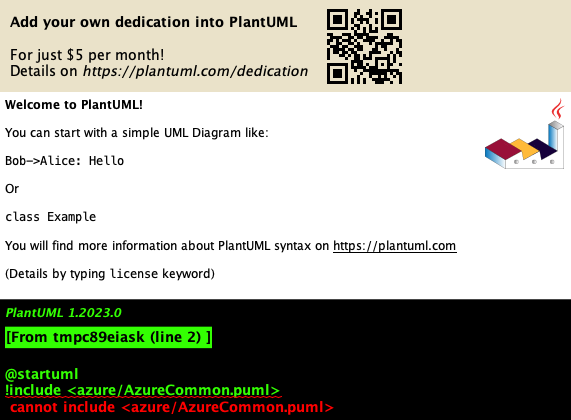 Add your own dedication into PlantUML
For just $5 per month!
Details on https://plantuml.com/dedication
Welcome to PlantUML!
You can start with a simple UML Diagram like:
Bob->Alice: Hello
Or
class Example
You will find more information about PlantUML syntax on https://plantuml.com
(Details by typing license keyword)
PlantUML 1.2023.0
[From tmpc89eiask (line 2) ]
@startuml
!include <azure/AzureCommon.puml>
cannot include <azure/AzureCommon.puml>